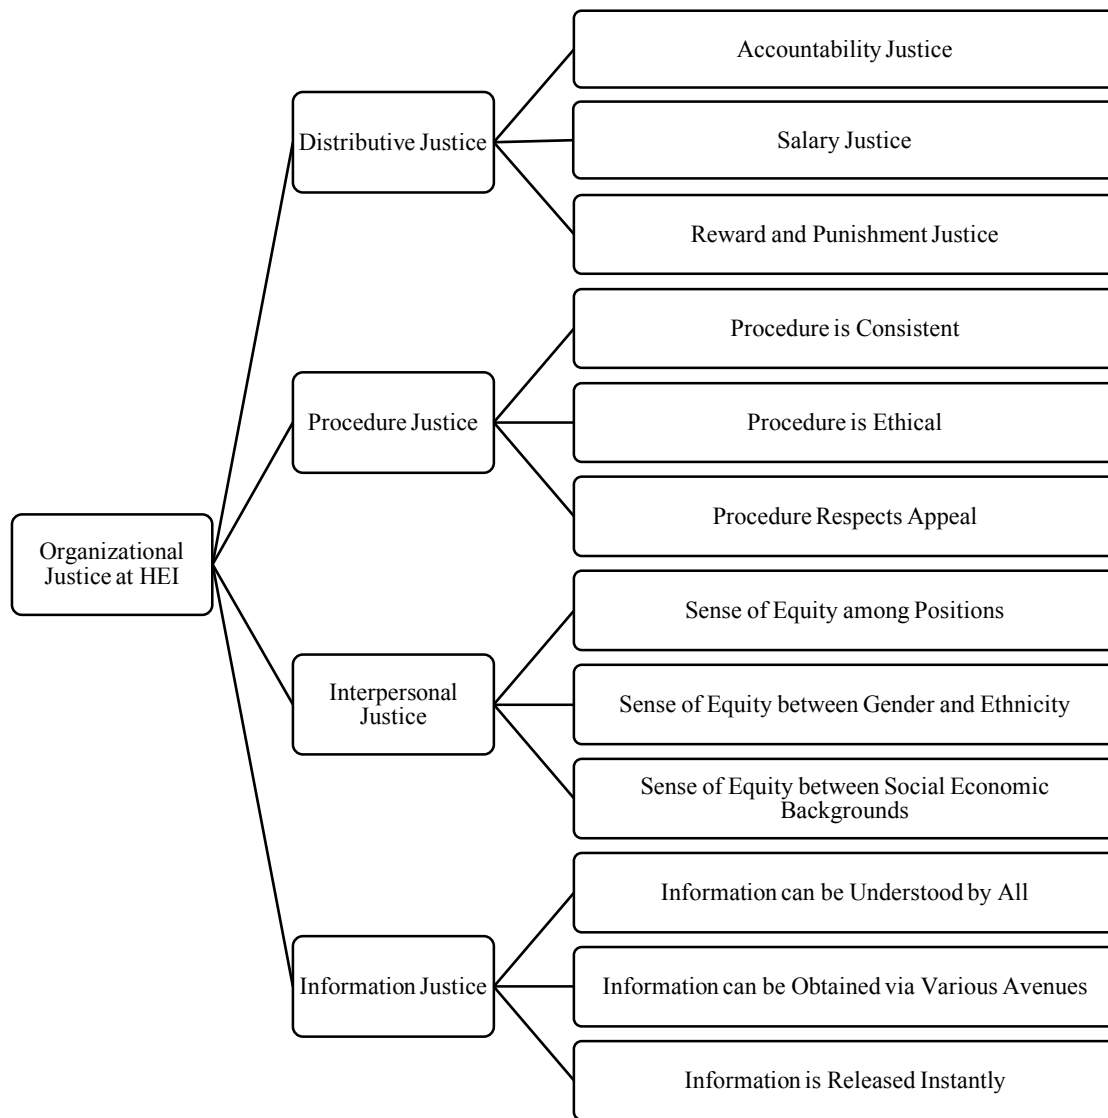 Organizational
Justice at HEI
Distributive Justice
Accountability Justice
Salary Justice
Reward and Punishment Justice
Procedure Justice
Procedure is Consistent
Procedure is Ethical
Procedure Respects Appeal
Interpersonal
Justice
Sense of Equity among Positions
Sense of Equity between Gender and Ethnicity
Sense of Equity between Social Economic
Backgrounds
Information Justice
Information can be Understood by All
Information can be Obtained via Various Avenues
Information is Released Instantly